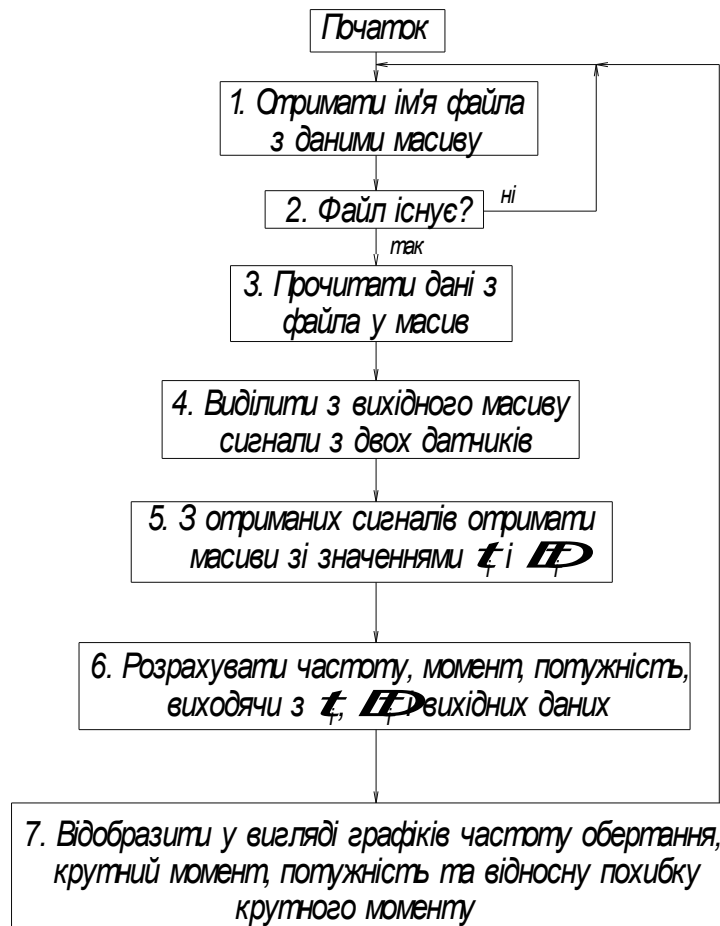 Початок
1. Отримати ім'я файла
з даними масиву
2. Файл існує?
ні
так
3. Прочитати дані з
файла у масив
4. Виділити з вихідного масиву
сигнали з двох датчиків
5. З отриманих сигналів отримати
масиви зі значеннями t_i і
6. Розрахувати частоту, момент, потужність,
виходячи з t_i, вихідних даних
7. Відобразити у вигляді графіків частоту обертання,
крутний момент, потужність та відносну похибку
крутного моменту